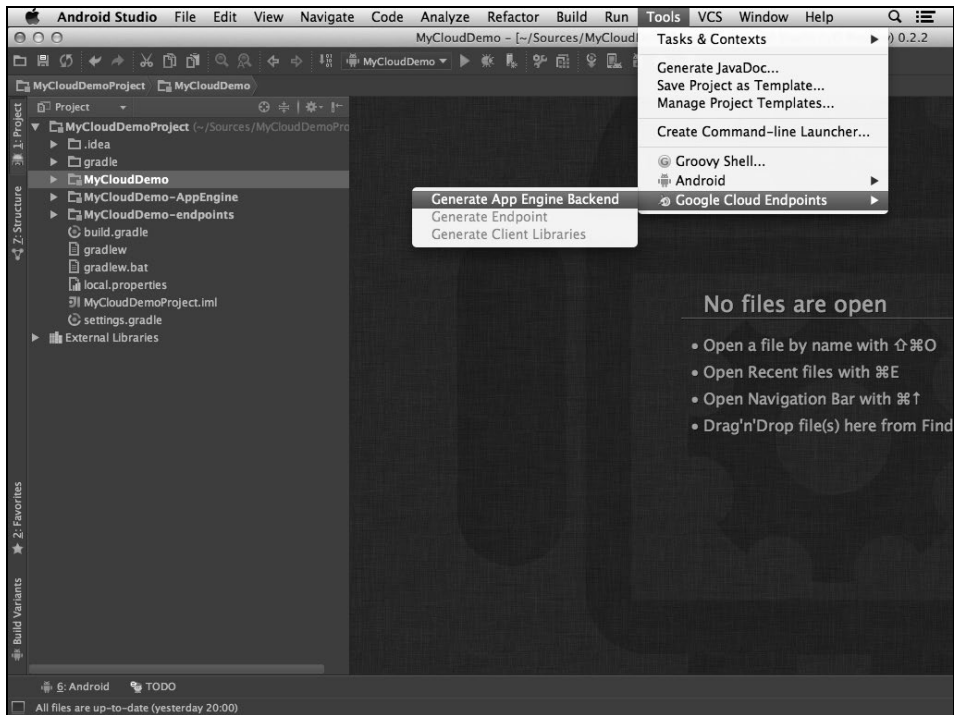 Android Studio File Edit View Navigate Code Analyze Refactor Build Run Tools VCS Window Help
MyCloudDemo – [~/Sources/MyCloud
) 0.2.2
MyCloudDemo
MyCloudDemoProject MyCloudDemo
Project
MyCloudDemoProject (~/Sources/MyCloudDemoPro
.idea
gradle
MyCloudDemo
MyCloudDemo-AppEngine
MyCloudDemo-endpoints
build.gradle
gradlew
gradlew.bat
local.properties
MyCloudDemoProject.iml
settings.gradle
External Libraries
1: Project
Z: Structure
2: Favorites
Build Variants
Tasks & Contexts
Generate JavaDoc...
Save Project as Template...
Manage Project Templates...
Create Command-line Launcher...
Groovy Shell...
Android
Google Cloud Endpoints
Generate App Engine Backend
Generate Endpoint
Generate Client Libraries
No files are open
• Open a file by name with ⇧⌘O
• Open Recent files with ⌘E
• Open Navigation Bar with ⌘↑
• Drag'n'Drop file(s) here from Find
6: Android TODO
All files are up-to-date (yesterday 20:00)